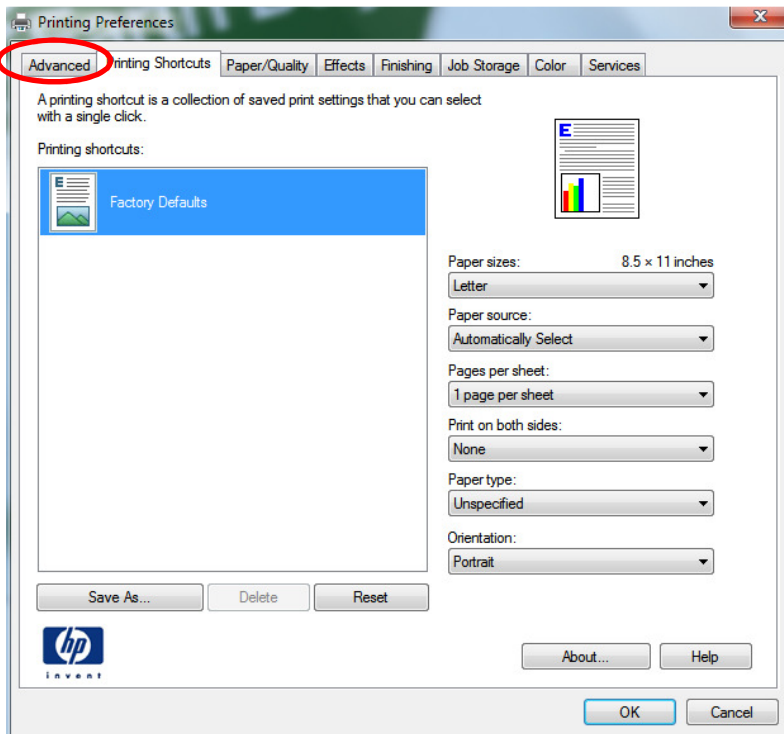 Printing Preferences
Advanced Printing Shortcuts Paper/Quality Effects Finishing Job Storage Color Services
A printing shortcut is a collection of saved print settings that you can select
with a single click.
Printing shortcuts:
E
Factory Defaults
E
Paper sizes: 8.5 × 11 inches
Letter
Paper source:
Automatically Select
Pages per sheet:
1 page per sheet
Print on both sides:
None
Paper type:
Unspecified
Orientation:
Portrait
Save As... Delete Reset
hp
invent
About... Help
OK Cancel